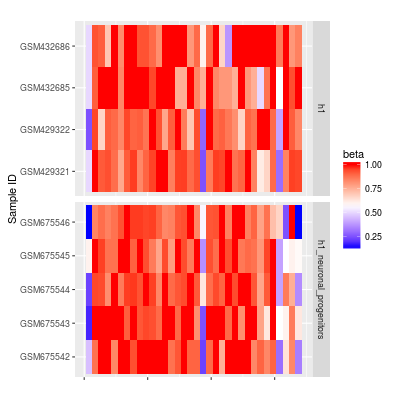 Sample ID
GSM432686
GSM432685
GSM429322
GSM429321
h1
GSM675546
GSM675545
GSM675544
GSM675543
GSM675542
h1_neuronal_progenitors
beta
1.00
0.75
0.50
0.25